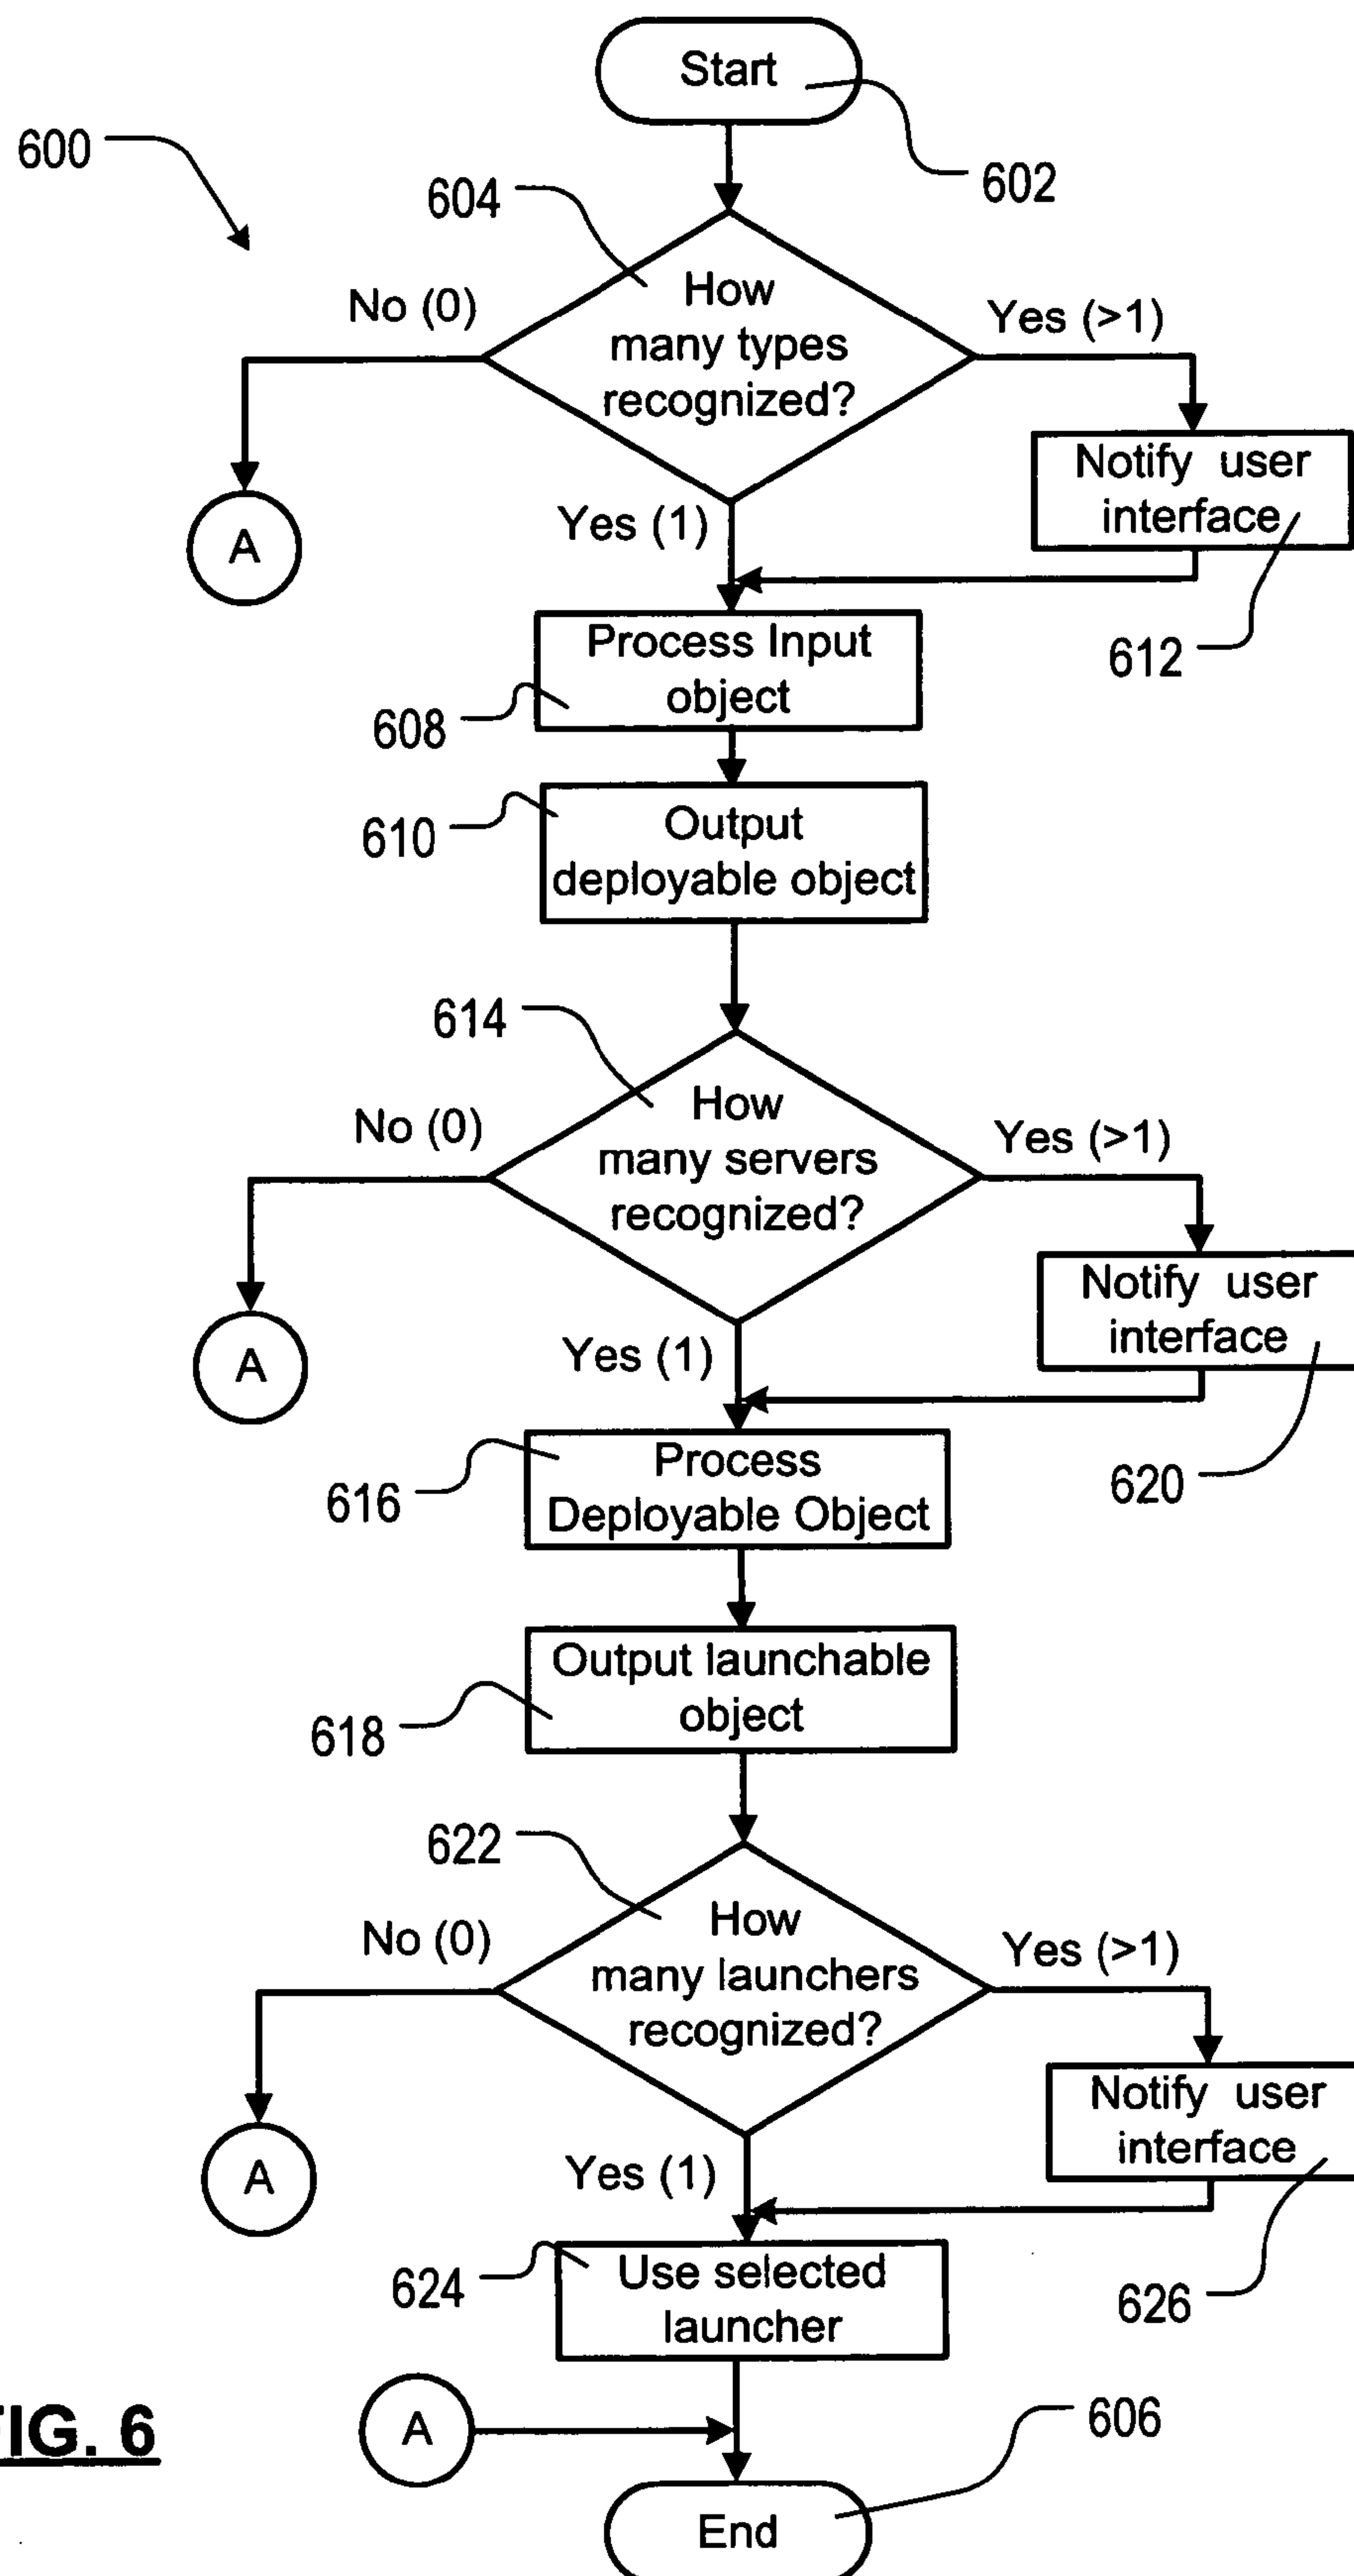 Start
600
602
604
How
many types
recognized?
No (0)
Yes (>1)
Notify user
interface
A
Yes (1)
612
Process Input
object
608
Output
deployable object
610
614
How
many servers
recognized?
No (0)
Yes (>1)
Notify user
interface
A
Yes (1)
620
Process
Deployable Object
616
Output launchable
object
618
622
How
many launchers
recognized?
No (0)
Yes (>1)
Notify user
interface
A
Yes (1)
626
Use selected
launcher
624
A
606
FIG. 6
End